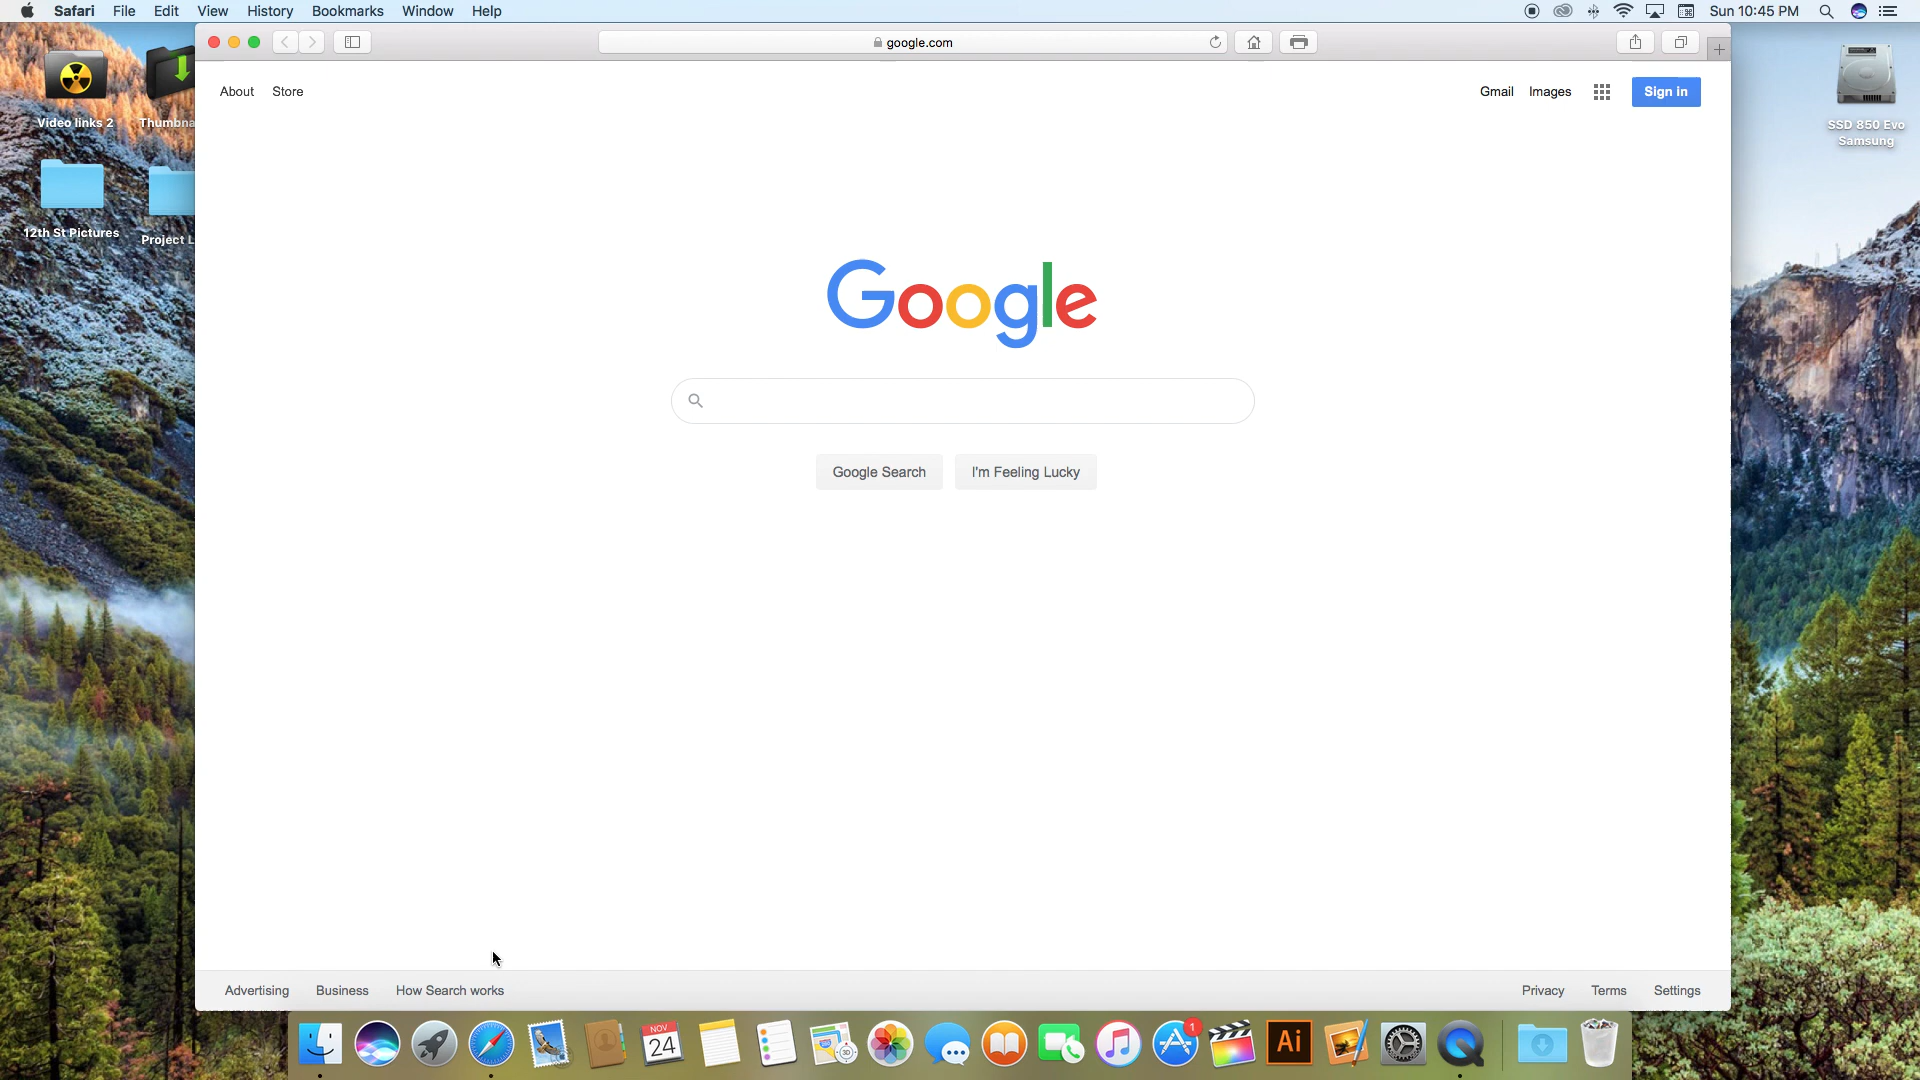 Safari File Edit View History Bookmarks Window Help
Sun 10:45 PM
google.com
About Store
Gmail Images Sign in
Video links 2
Thumbna
SSD 850 Evo
Samsung
12th St Pictures
Project L
Google
Google Search I'm Feeling Lucky
Advertising Business How Search works
Privacy Terms Settings
NOV
24
3D
1
Ai